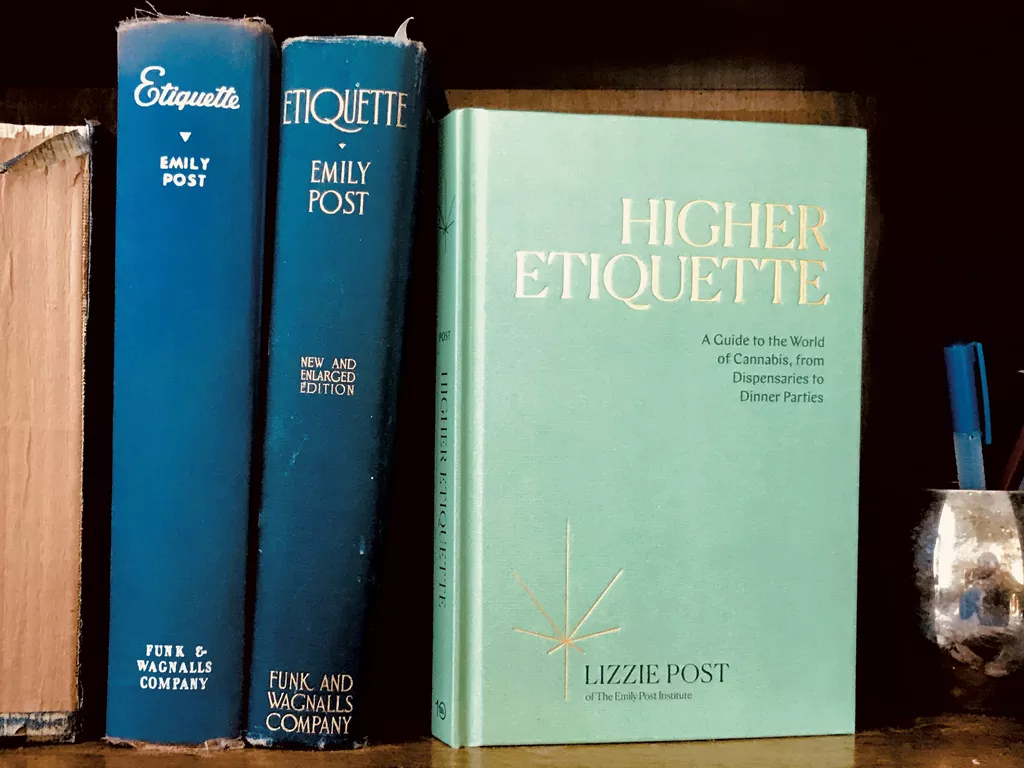 Etiquette
EMILY
POST
FUNK &
WAGNALLS
COMPANY
ETIQUETTE
EMILY
POST
NEW AND
ENLARGED
EDITION
FUNK AND
WAGNALLS
COMPANY
POST
HIGHER ETIQUETTE
HIGHER
ETIQUETTE
A Guide to the World
of Cannabis, from
Dispensaries to
Dinner Parties
LIZZIE POST
of The Emily Post Institute